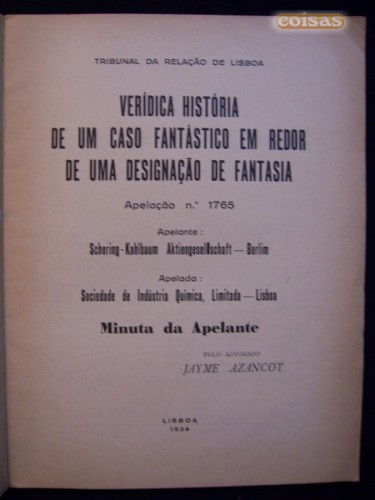 coisas
TRIBUNAL DA RELAÇÃO DE LISBOA
VERÍDICA HISTÓRIA
DE UM CASO FANTÁSTICO EM REDOR
DE UMA DESIGNAÇÃO DE FANTASIA
Apelação n.º 1765
Apelante:
Schering-Kahlbaum Aktiengesellschaft — Berlim
Apelada:
Sociedade de Indústria Química, Limitada — Lisboa
Minuta da Apelante
PELO ADVOGADO
JAYME AZANCOT
LISBOA
1934